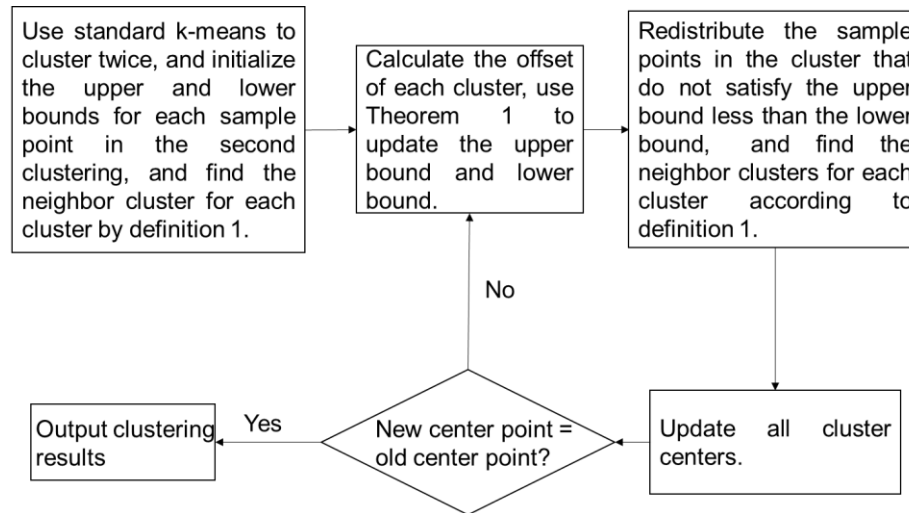 Use standard k-means to
cluster twice, and initialize
the upper and lower
bounds for each sample
point in the second
clustering, and find the
neighbor cluster for each
cluster by definition 1.
Calculate the offset
of each cluster, use
Theorem 1 to
update the upper
bound and lower
bound.
Redistribute the sample
points in the cluster that
do not satisfy the upper
bound less than the lower
bound, and find the
neighbor clusters for each
cluster according to
definition 1.
No
Update all cluster
centers.
New center point =
old center point?
Yes
Output clustering
results